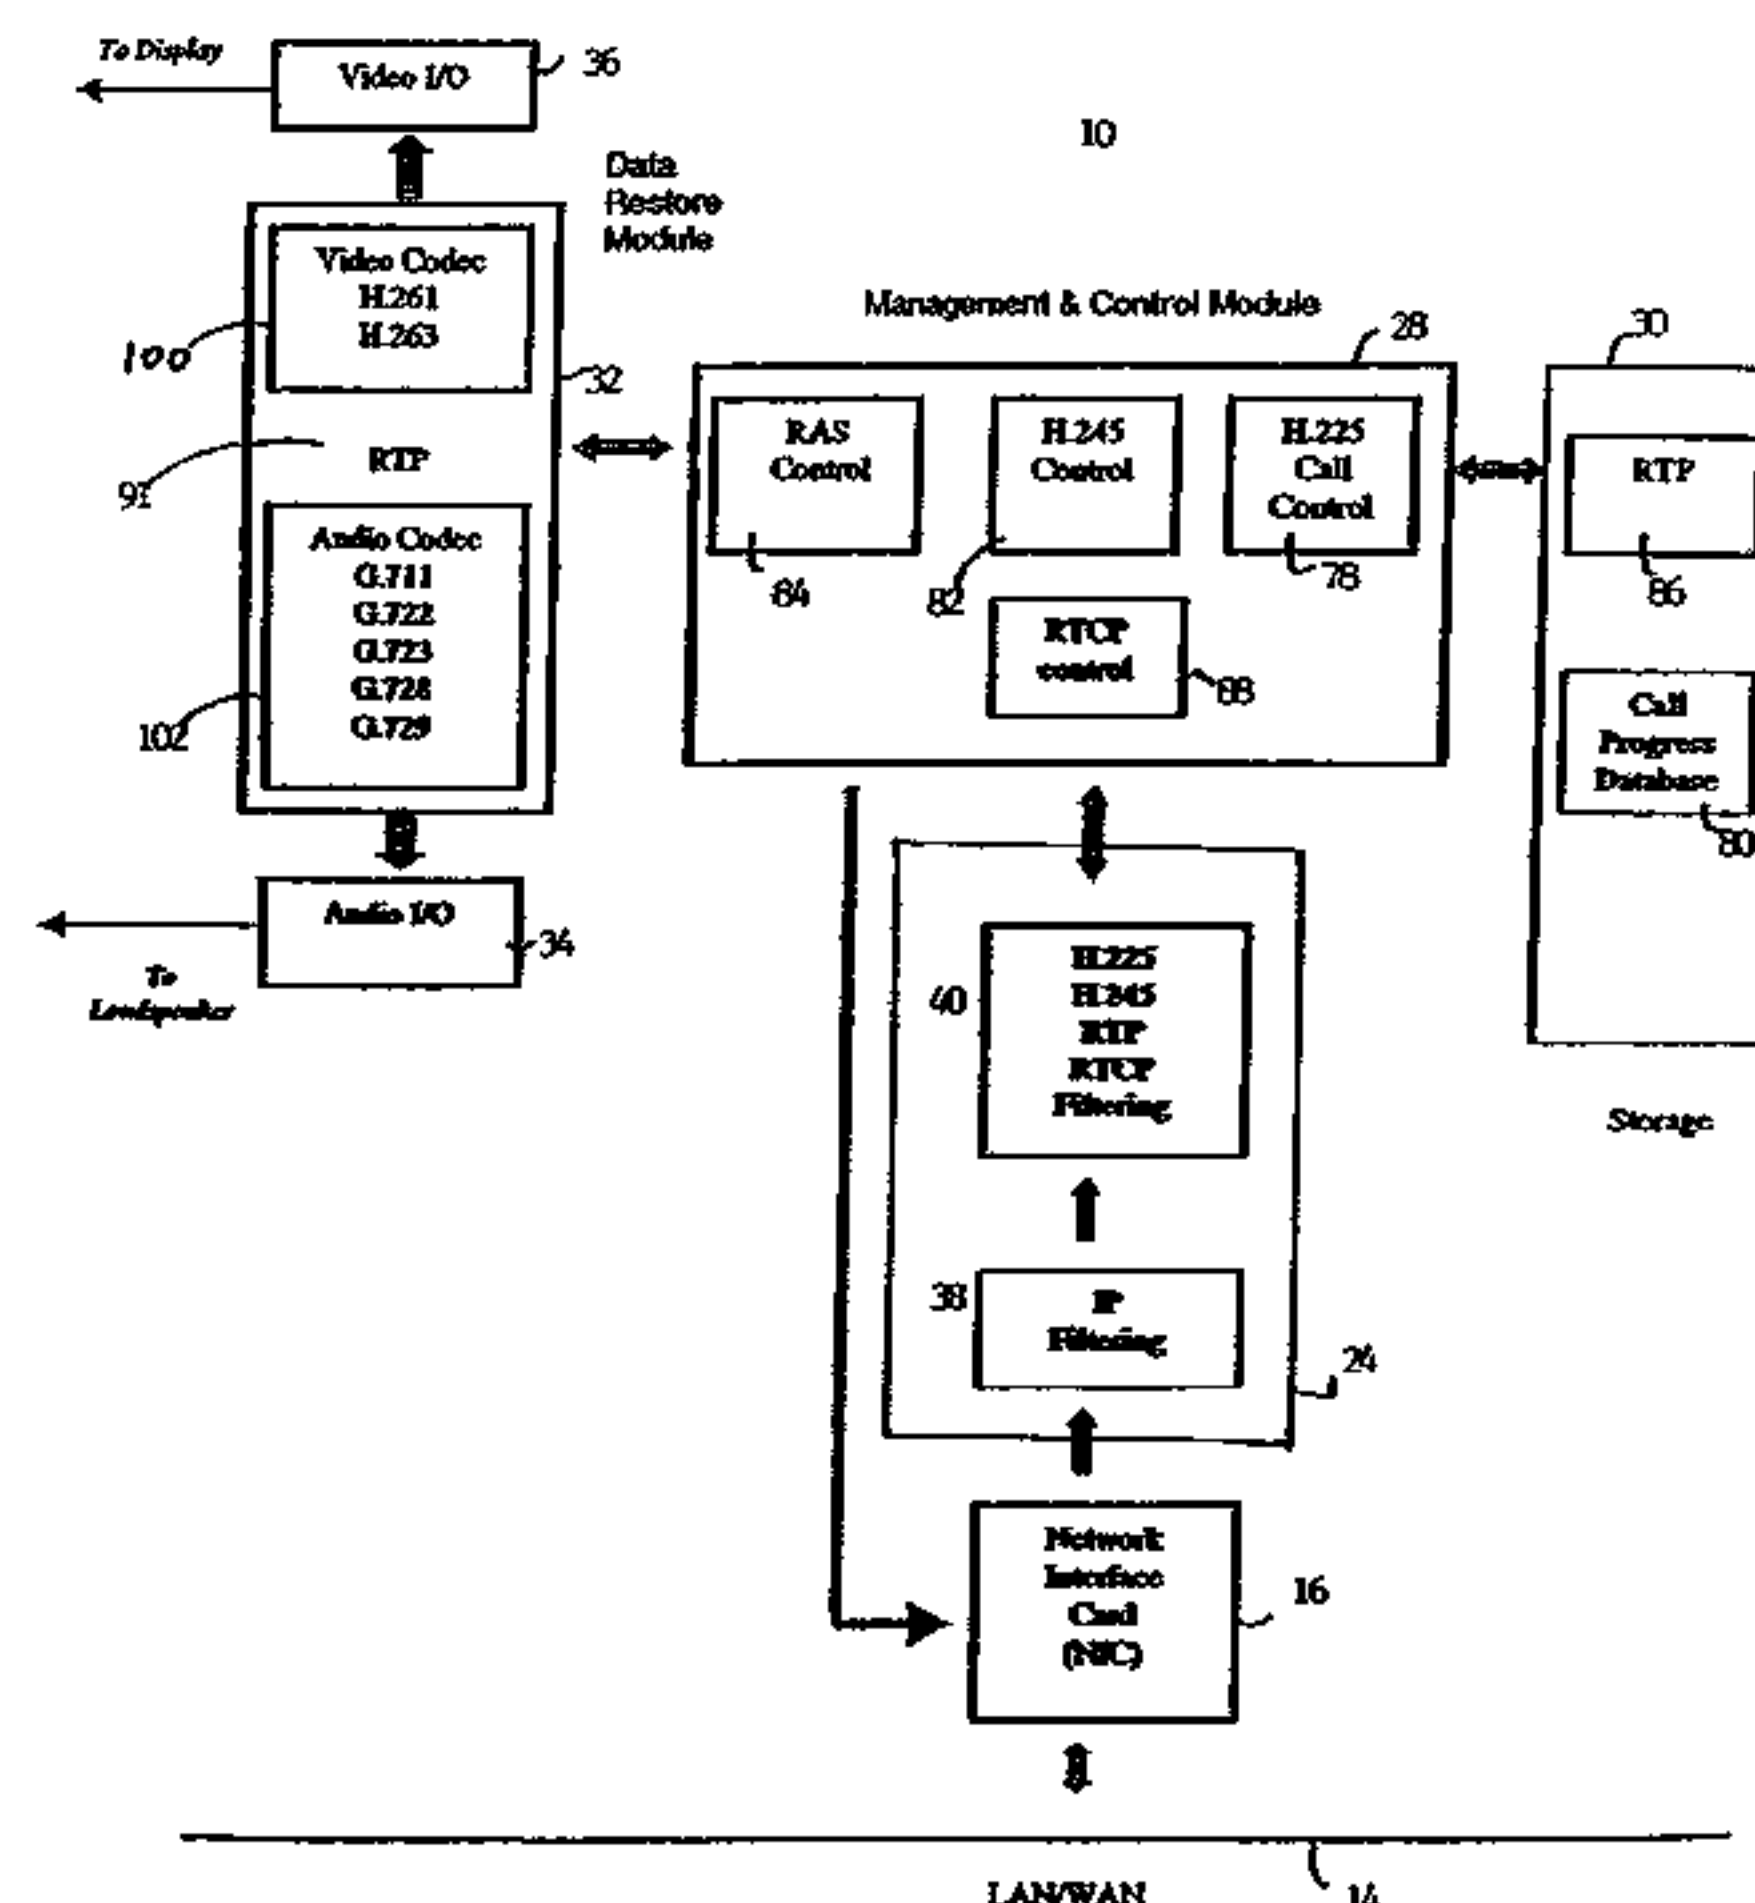 To Display
Video I/O
36
10
Data
Restore
Module
Video Codec
H.261
H.263
100
32
RTP
91
Audio Codec
G.711
G.722
G.723
G.728
G.729
102
Audio I/O
34
To
Loudspeaker
Management & Control Module
28
RAS
Control
84
H.245
Control
82
H.225
Call
Control
78
RTCP
control
88
30
RTP
86
Call
Progress
Database
80
Storage
H.225
H.245
RTP
RTCP
Filtering
40
IP
Filtering
38
24
Network
Interface
Card
(NIC)
16
LAN/WAN
14